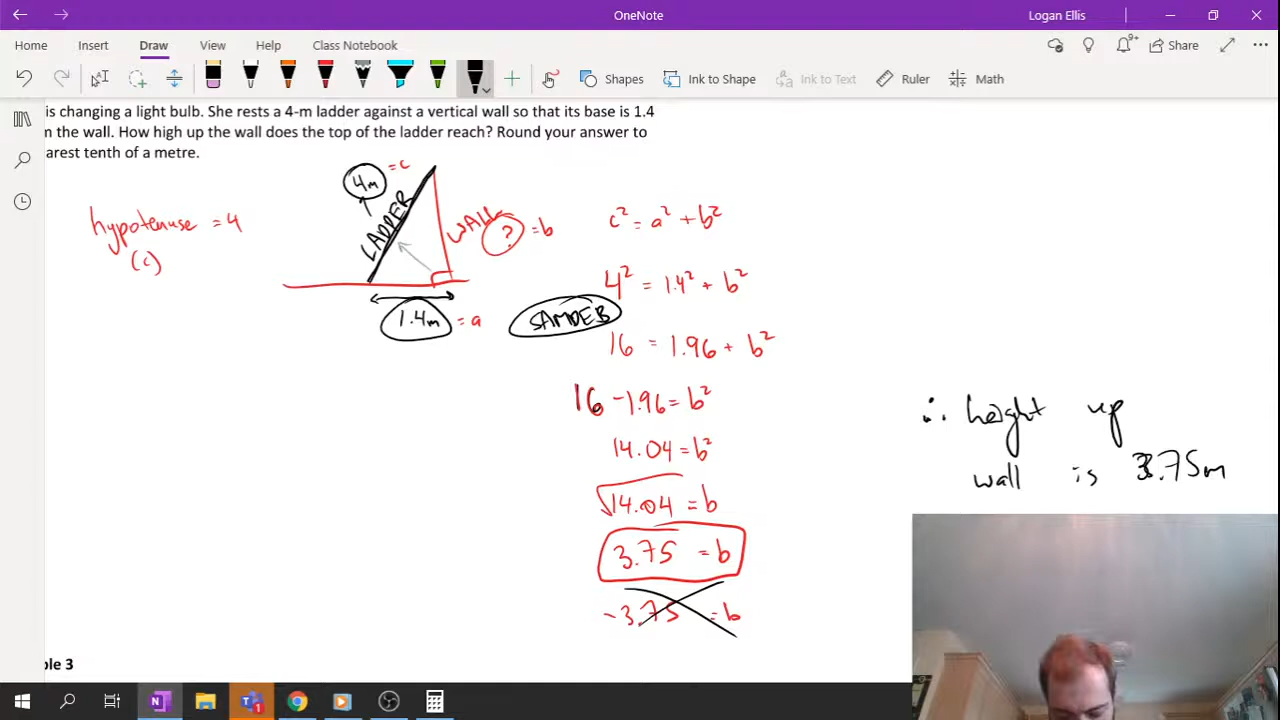 OneNote
Logan Ellis
Home Insert Draw View Help Class Notebook
9+ Share
Shapes Ink to Shape Ink to Text Ruler Math
is changing a light bulb. She rests a 4-m ladder against a vertical wall so that its base is 1.4
m the wall. How high up the wall does the top of the ladder reach? Round your answer to
earest tenth of a metre.
hypotenuse = 4
(c)
4m = c
LADDER
WALL
? = b
1.4m = a
SAMDEB
c² = a² + b²
4² = 1.4² + b²
16 = 1.96 + b²
16 - 1.96 = b²
14.04 = b²
√14.04 = b
3.75 = b
-3.75 = b
∴ height up
wall is 3.75m
ple 3